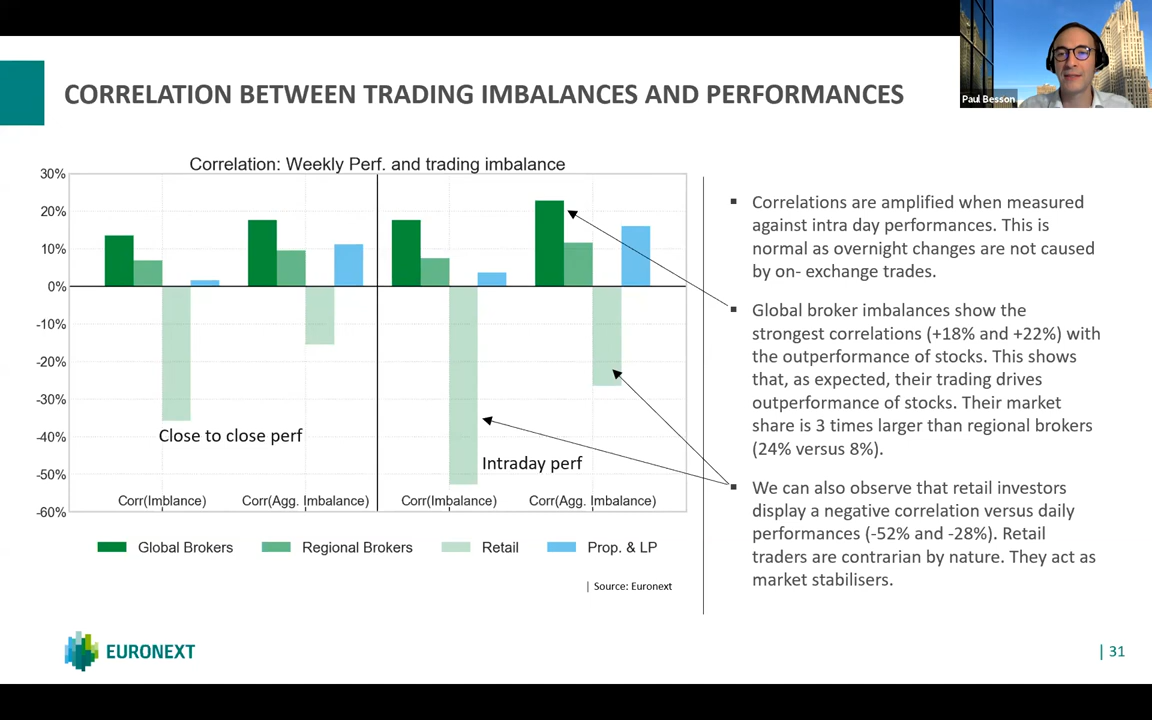 Paul Besson
CORRELATION BETWEEN TRADING IMBALANCES AND PERFORMANCES
Correlation: Weekly Perf. and trading imbalance
30%
20%
10%
0%
-10%
-20%
-30%
-40%
-50%
-60%
Close to close perf
Intraday perf
Corr(Imblance)
Corr(Agg. Imbalance)
Corr(Imbalance)
Corr(Agg. Imbalance)
Global Brokers
Regional Brokers
Retail
Prop. & LP
| Source: Euronext
▪ Correlations are amplified when measured
against intra day performances. This is
normal as overnight changes are not caused
by on- exchange trades.
▪ Global broker imbalances show the
strongest correlations (+18% and +22%) with
the outperformance of stocks. This shows
that, as expected, their trading drives
outperformance of stocks. Their market
share is 3 times larger than regional brokers
(24% versus 8%).
▪ We can also observe that retail investors
display a negative correlation versus daily
performances (-52% and -28%). Retail
traders are contrarian by nature. They act as
market stabilisers.
EURONEXT
| 31